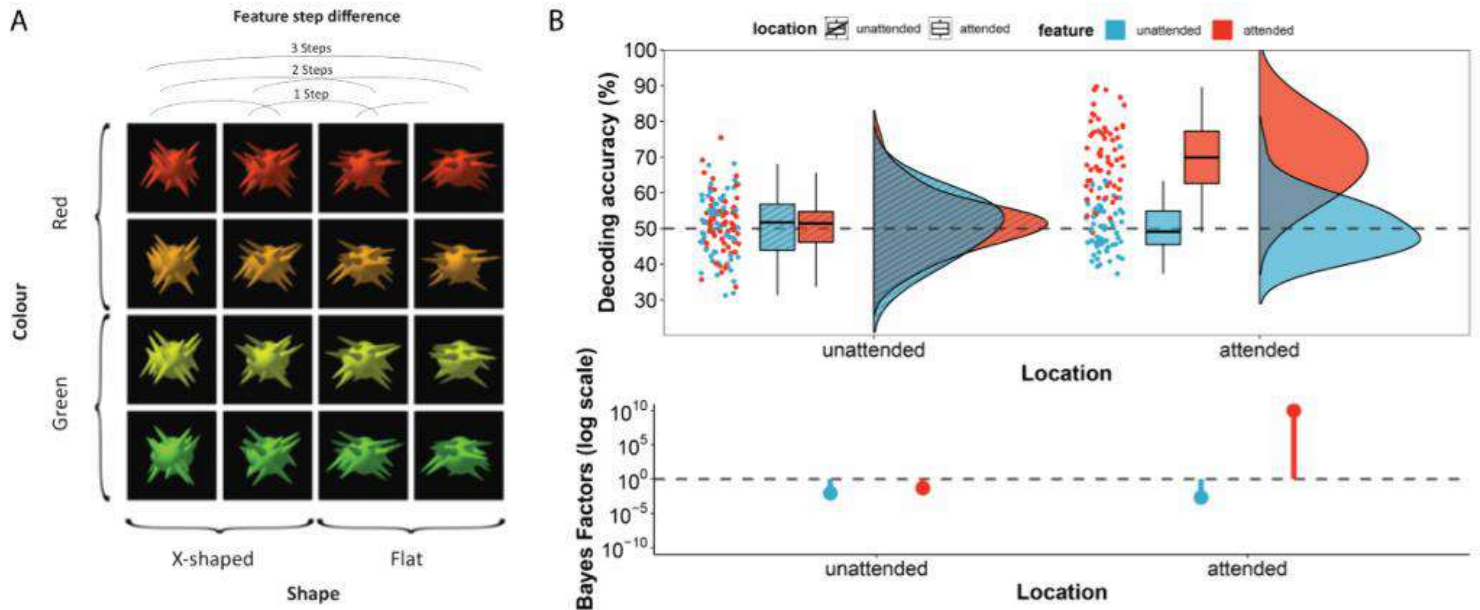 A
Feature step difference
3 Steps
2 Steps
1 Step
Colour
Red
Green
X-shaped
Flat
Shape
B
location unattended attended feature unattended attended
Decoding accuracy (%)
100
90
80
70
60
50
40
30
unattended
attended
Location
Bayes Factors (log scale)
10^10
10^5
10^0
10^-5
10^-10
unattended
attended
Location